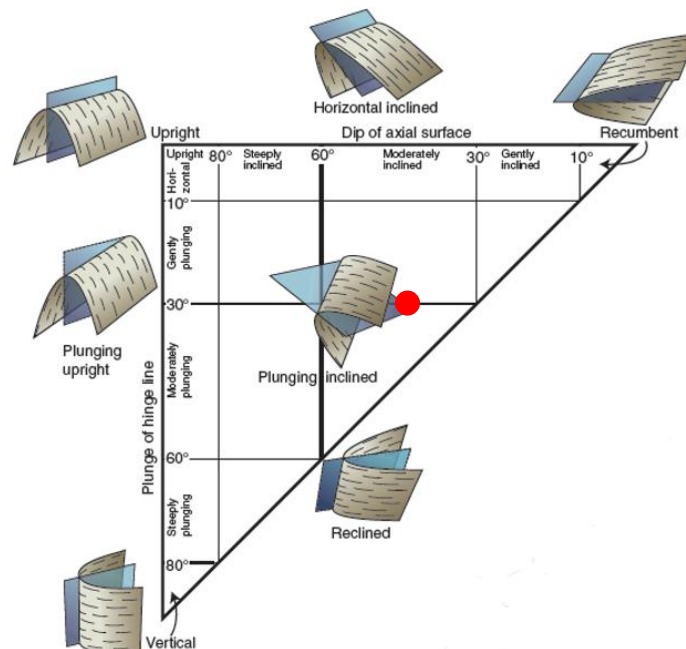 Horizontal inclined
Upright
Dip of axial surface
Recumbent
Upright
80°
Steeply
inclined
60°
Moderately
inclined
30°
Gently
inclined
10°
Hori-
zontal
10°
Gently
plunging
30°
Plunging
upright
Moderately
plunging
Plunging inclined
Plunge of hinge line
60°
Steeply
plunging
Reclined
80°
Vertical